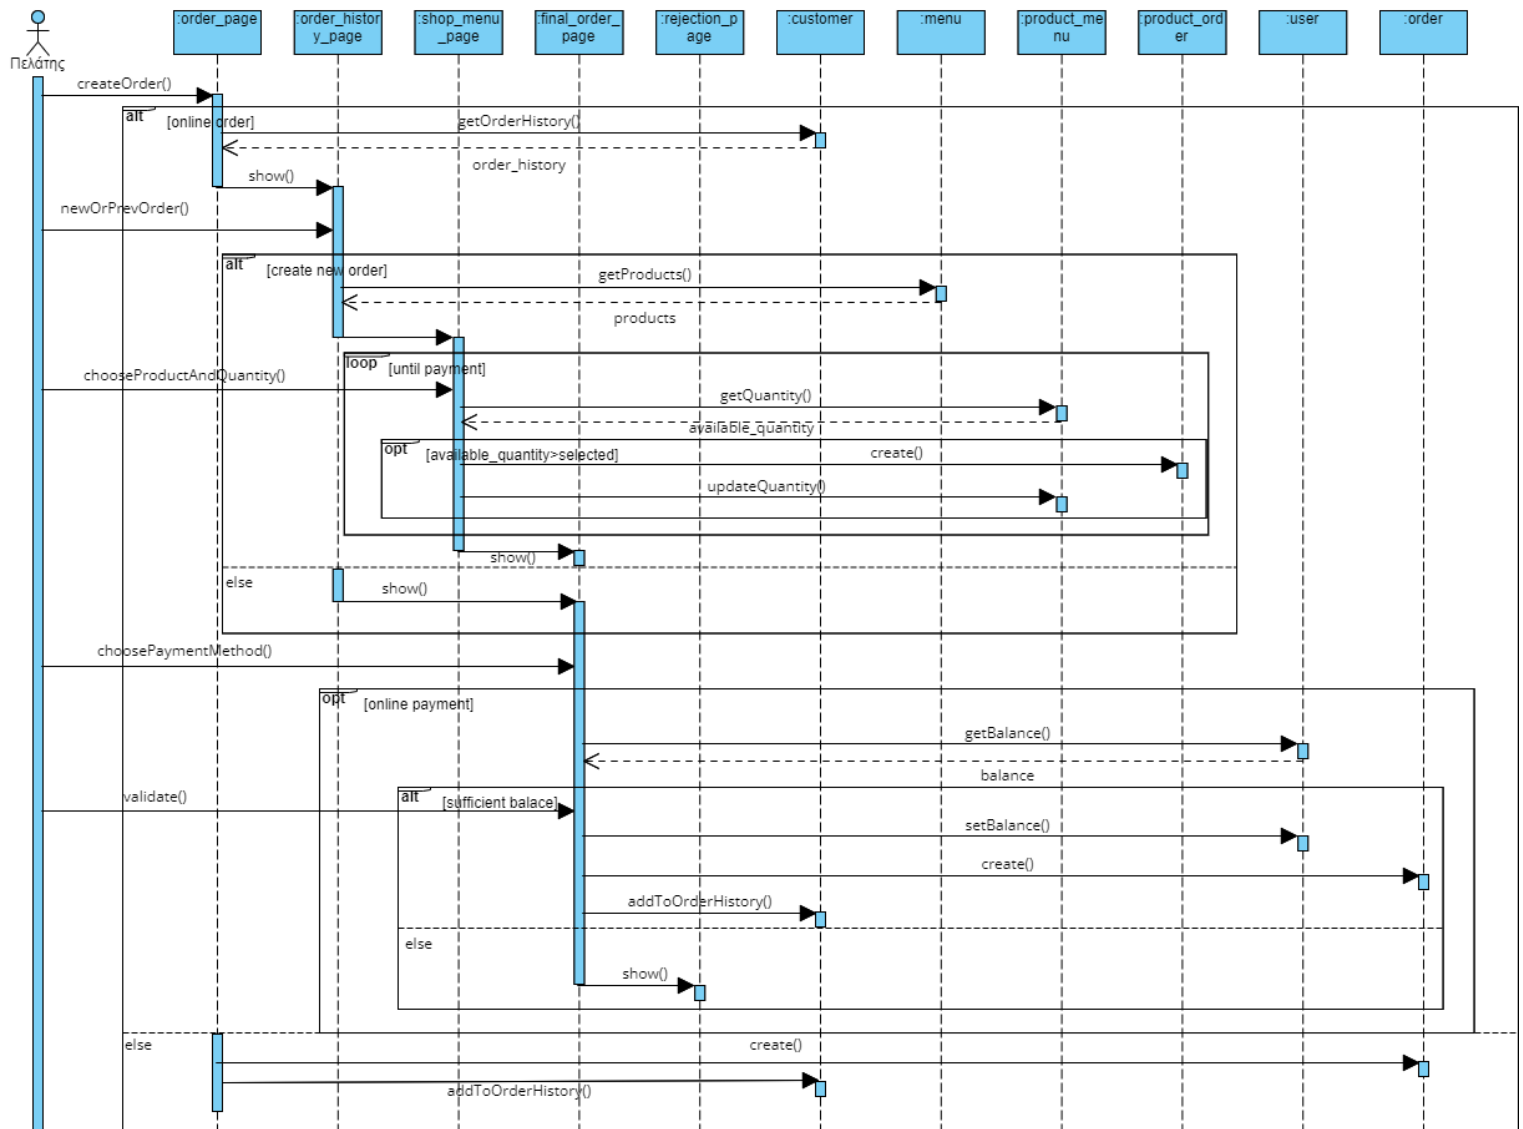 :order_page
:order_histor
y_page
:shop_menu
_page
:final_order_
page
:rejection_p
age
:customer
:menu
:product_me
nu
:product_ord
er
:user
:order
Πελάτης
createOrder()
alt
[online order]
getOrderHistory()
order_history
show()
newOrPrevOrder()
alt
[create new order]
getProducts()
products
loop
[until payment]
chooseProductAndQuantity()
getQuantity()
available_quantity
opt
[available_quantity>selected]
create()
updateQuantity()
show()
else
show()
choosePaymentMethod()
opt
[online payment]
getBalance()
balance
validate()
alt
[sufficient balace]
setBalance()
create()
addToOrderHistory()
else
show()
else
create()
addToOrderHistory()